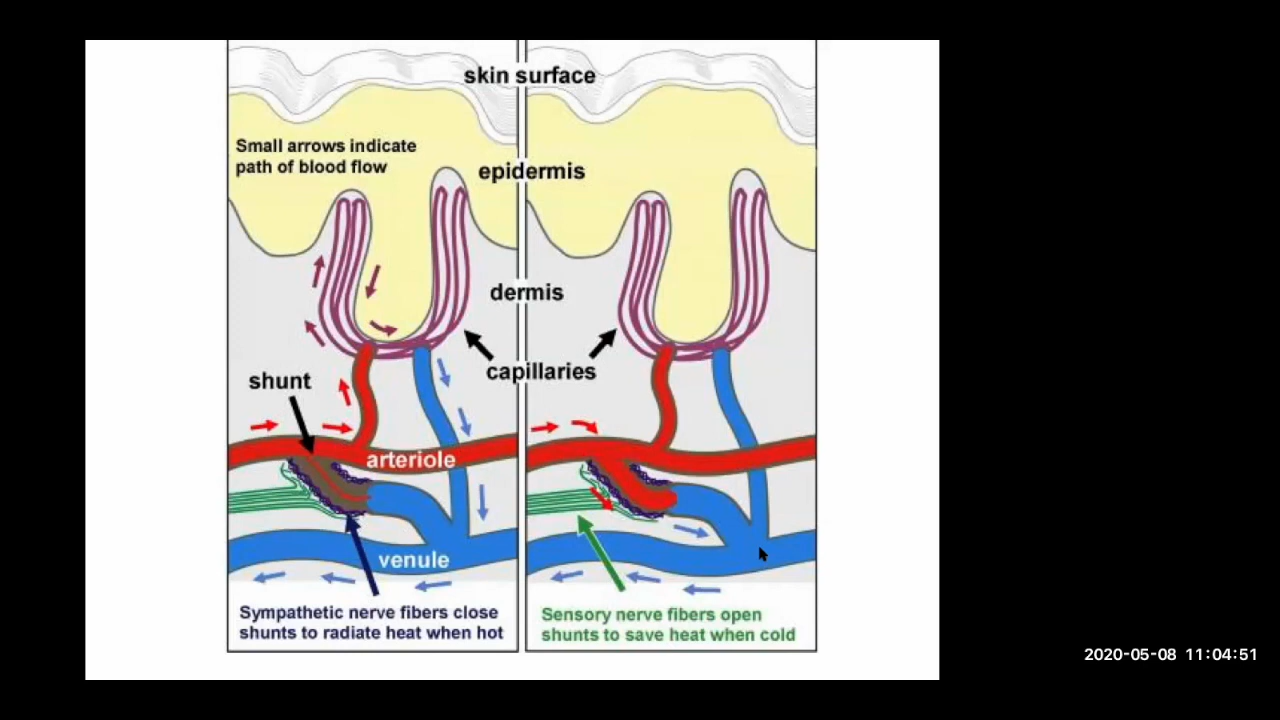 skin surface
Small arrows indicate
path of blood flow
epidermis
dermis
capillaries
shunt
arteriole
venule
Sympathetic nerve fibers close
shunts to radiate heat when hot
Sensory nerve fibers open
shunts to save heat when cold
2020-05-08 11:04:51